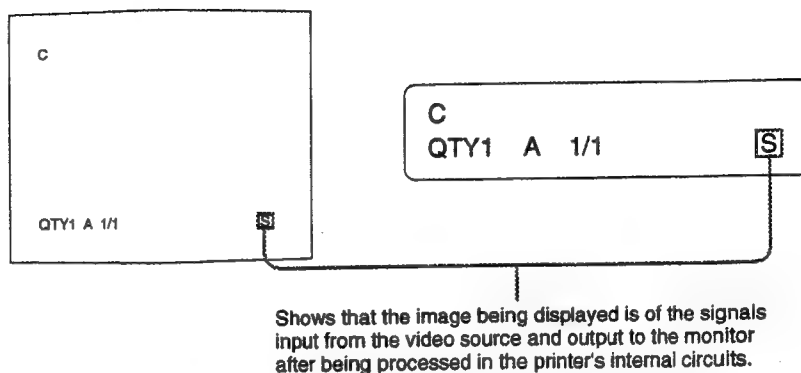 C
QTY1 A 1/1
S
C
QTY1 A 1/1
S
Shows that the image being displayed is of the signals
input from the video source and output to the monitor
after being processed in the printer's internal circuits.